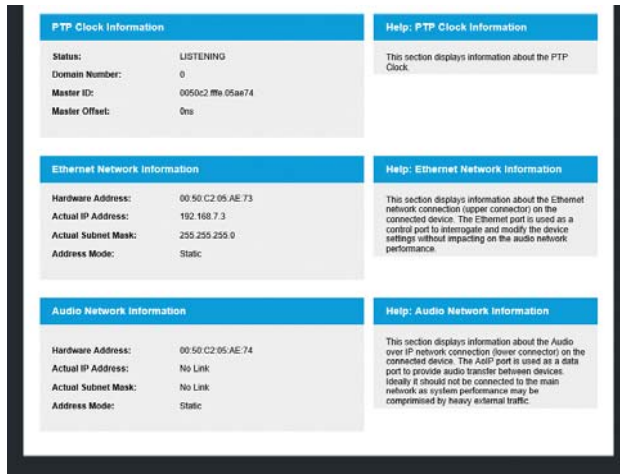 PTP Clock Information
Status: LISTENING
Domain Number: 0
Master ID: 0050c2.fffe.05ae74
Master Offset: 0ns
Help: PTP Clock Information
This section displays information about the PTP
Clock.
Ethernet Network Information
Hardware Address: 00:50:C2:05:AE:73
Actual IP Address: 192.168.7.3
Actual Subnet Mask: 255.255.255.0
Address Mode: Static
Help: Ethernet Network Information
This section displays information about the Ethernet
network connection (upper connector) on the
connected device. The Ethernet port is used as a
control port to interrogate and modify the device
settings without impacting on the audio network
performance.
Audio Network Information
Hardware Address: 00:50:C2:05:AE:74
Actual IP Address: No Link
Actual Subnet Mask: No Link
Address Mode: Static
Help: Audio Network Information
This section displays information about the Audio
over IP network connection (lower connector) on the
connected device. The AoIP port is used as a data
port to provide audio transfer between devices.
Ideally it should not be connected to the main
network as system performance may be
comprimised by heavy external traffic.